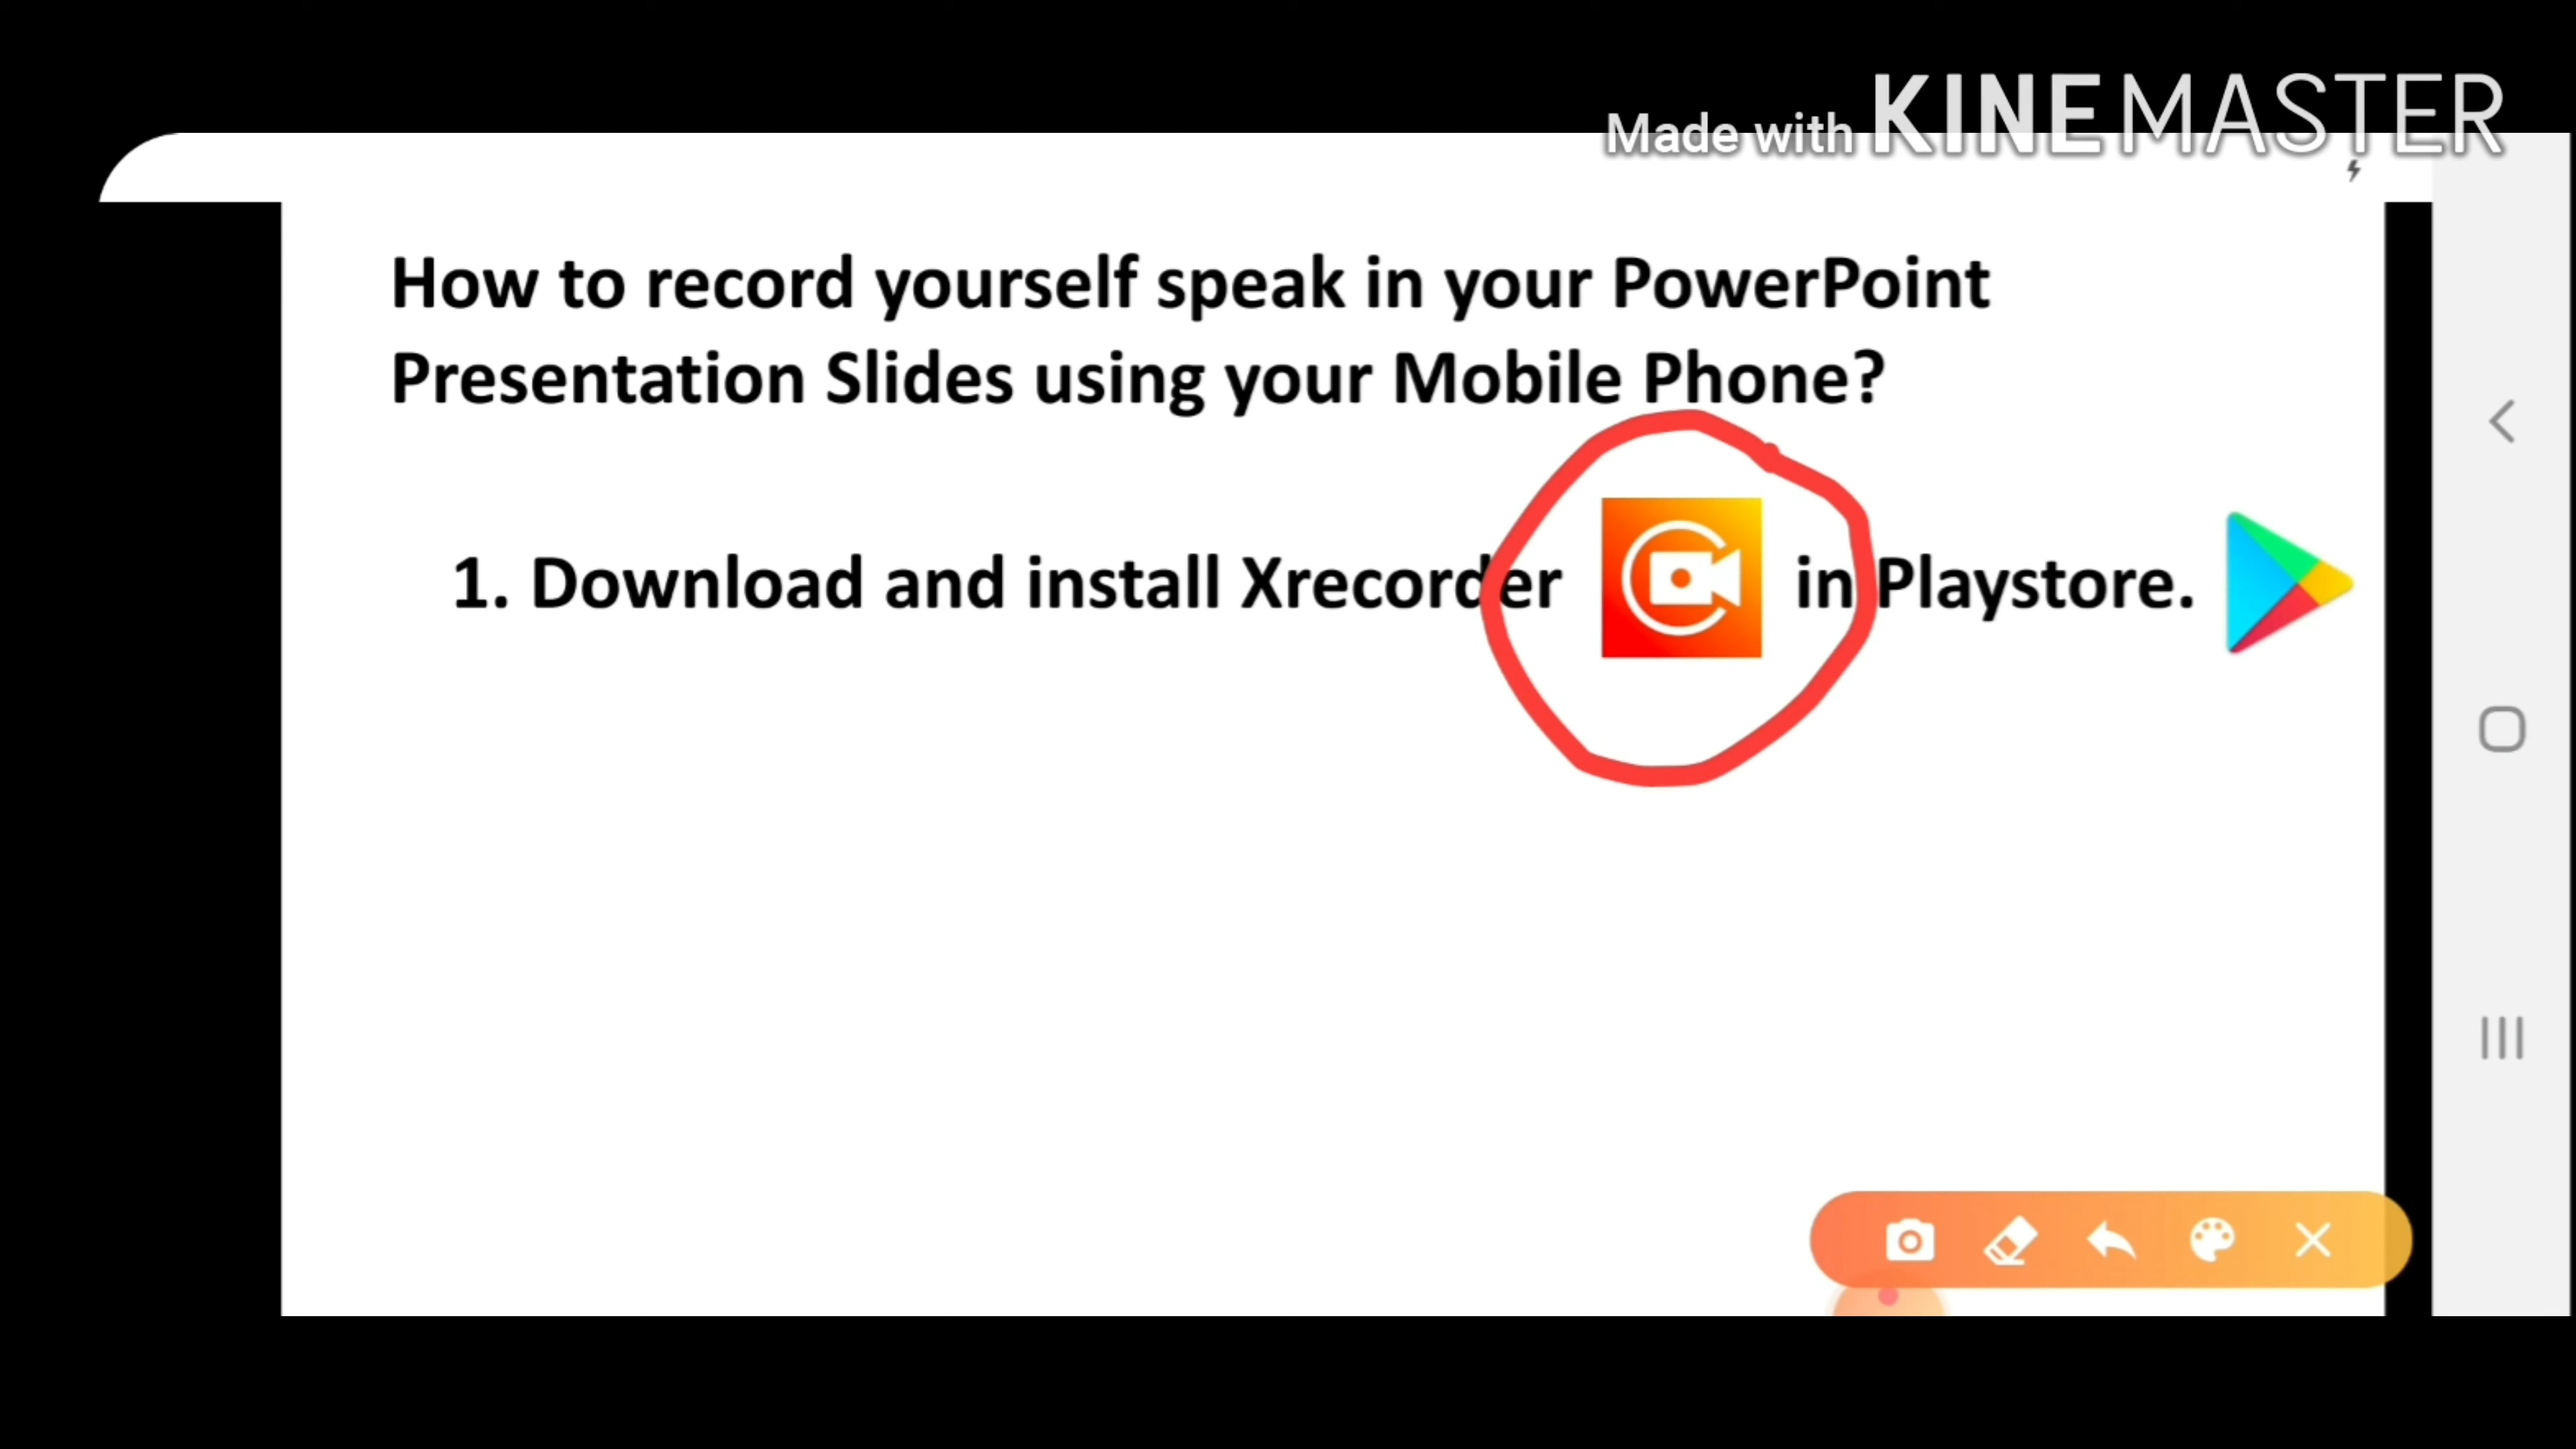 Made with KINEMASTER
How to record yourself speak in your PowerPoint
Presentation Slides using your Mobile Phone?
1. Download and install Xrecorder in Playstore.